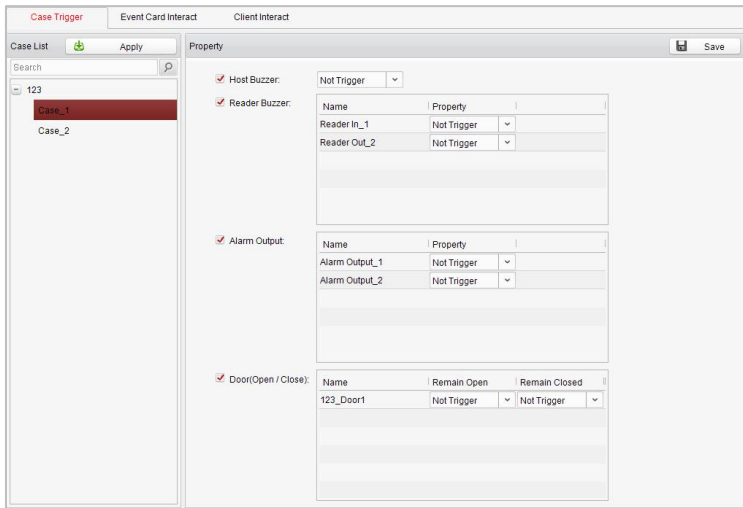 Case Trigger Event Card Interact Client Interact
Case List Apply Property Save
Search
123
Case_1
Case_2
Host Buzzer: Not Trigger
Reader Buzzer: Name Property
Reader In_1 Not Trigger
Reader Out_2 Not Trigger
Alarm Output: Name Property
Alarm Output_1 Not Trigger
Alarm Output_2 Not Trigger
Door(Open / Close): Name Remain Open Remain Closed
123_Door1 Not Trigger Not Trigger